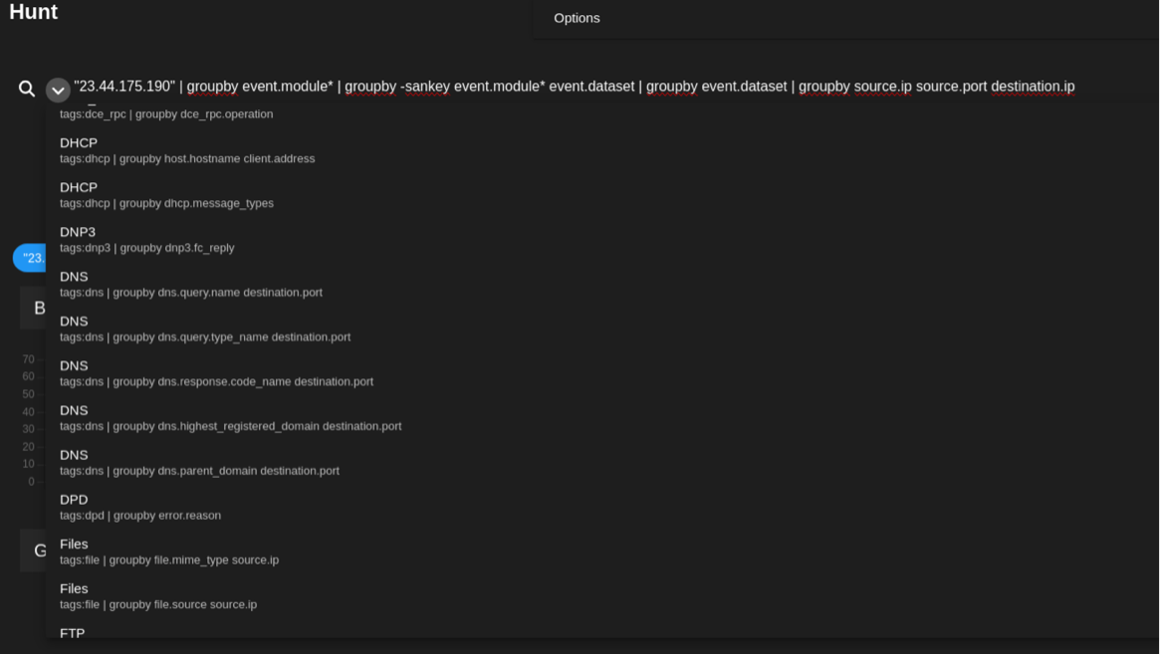 Hunt
Options
"23.44.175.190" | groupby event.module* | groupby -sankey event.module* event.dataset | groupby event.dataset | groupby source.ip source.port destination.ip
tags:dce_rpc | groupby dce_rpc.operation
DHCP
tags:dhcp | groupby host.hostname client.address
DHCP
tags:dhcp | groupby dhcp.message_types
DNP3
tags:dnp3 | groupby dnp3.fc_reply
"23.
DNS
tags:dns | groupby dns.query.name destination.port
B
DNS
tags:dns | groupby dns.query.type_name destination.port
70
DNS
60
tags:dns | groupby dns.response.code_name destination.port
50
DNS
40
tags:dns | groupby dns.highest_registered_domain destination.port
30
20
DNS
10
tags:dns | groupby dns.parent_domain destination.port
0
DPD
tags:dpd | groupby error.reason
Files
G
tags:file | groupby file.mime_type source.ip
Files
tags:file | groupby file.source source.ip
FTP